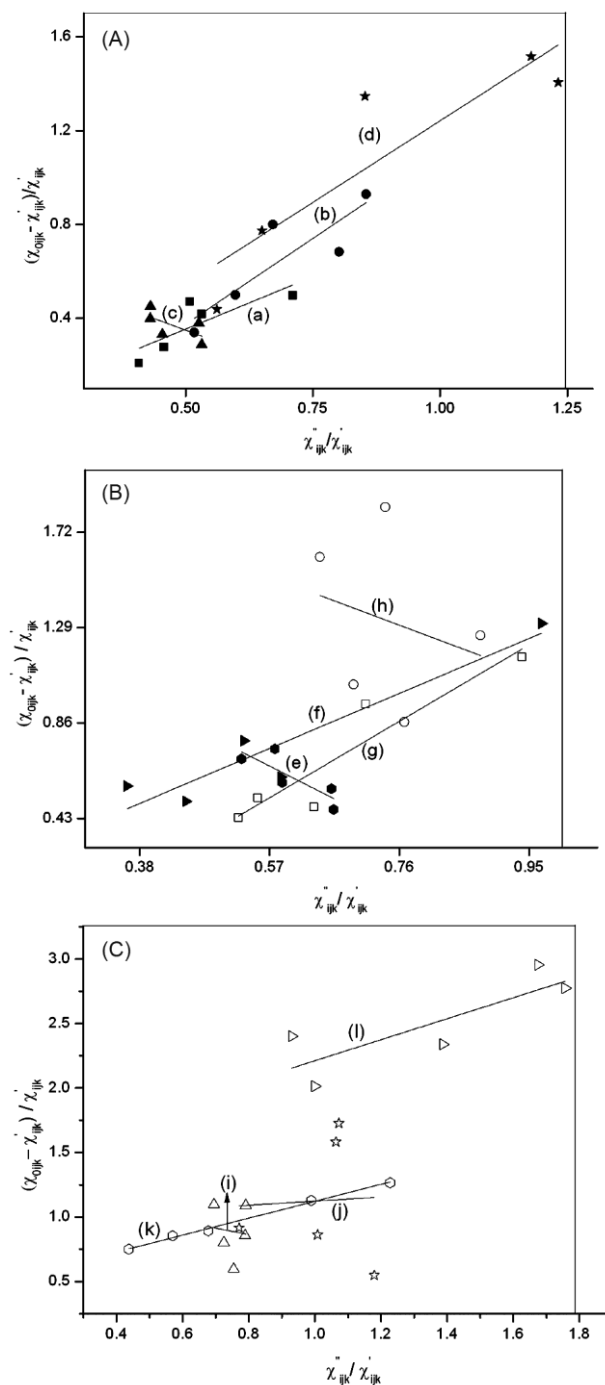 (A)
(χ₀ijk - χ'ijk)/χ'ijk
1.6
1.2
0.8
0.4
(d)
(b)
(c)
(a)
0.50
0.75
1.00
1.25
χ''ijk/χ'ijk
(B)
(χ₀ijk - χ'ijk) / χ'ijk
1.72
1.29
0.86
0.43
(h)
(f)
(e)
(g)
0.38
0.57
0.76
0.95
χ''ijk/ χ'ijk
(C)
(χ₀ijk – χ'ijk) / χ'ijk
3.0
2.5
2.0
1.5
1.0
0.5
(l)
(i)
(k)
(j)
0.4
0.6
0.8
1.0
1.2
1.4
1.6
1.8
χ''ijk/ χ'ijk